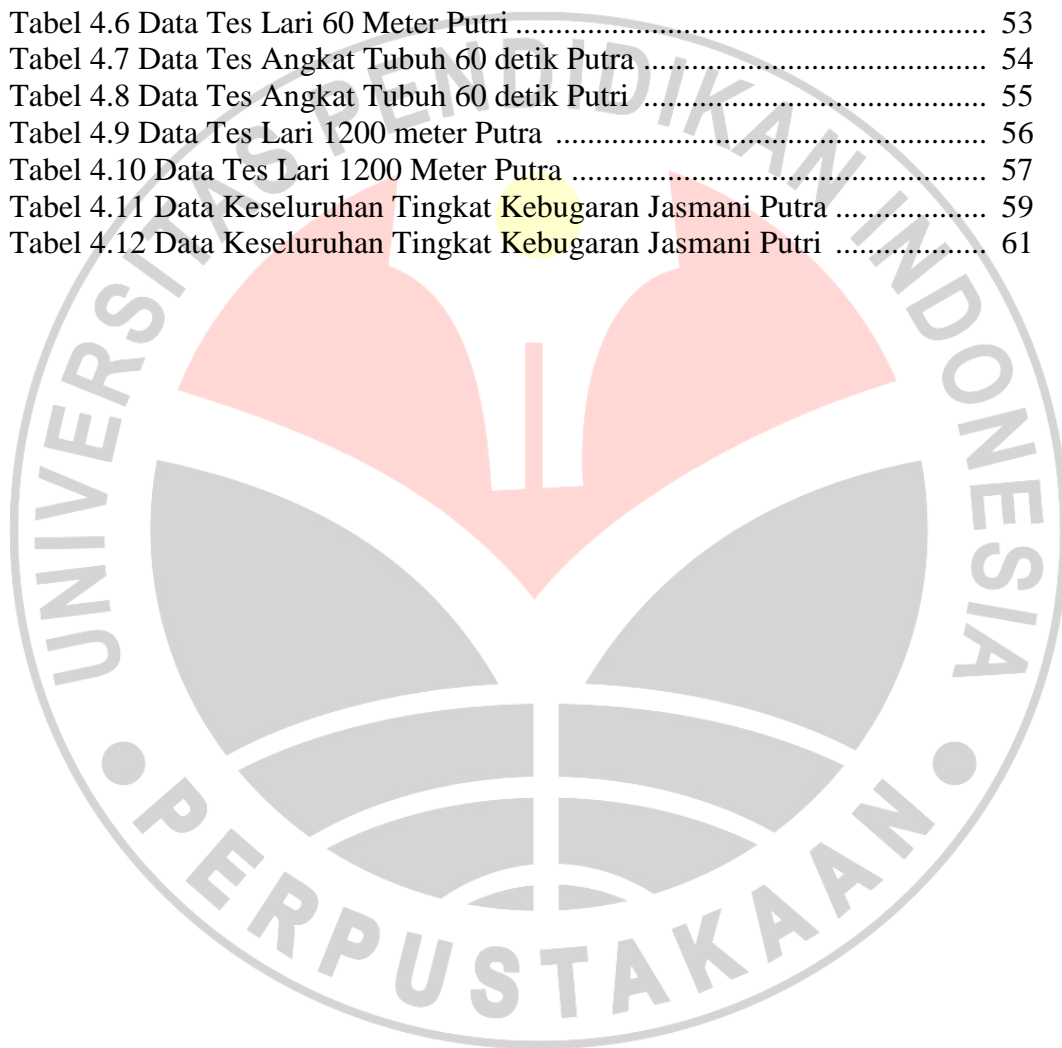 Tabel 4.6 Data Tes Lari 60 Meter Putri ........................................................ 53
Tabel 4.7 Data Tes Angkat Tubuh 60 detik Putra ........................................ 54
Tabel 4.8 Data Tes Angkat Tubuh 60 detik Putri ........................................ 55
Tabel 4.9 Data Tes Lari 1200 meter Putra .................................................. 56
Tabel 4.10 Data Tes Lari 1200 Meter Putra ................................................ 57
Tabel 4.11 Data Keseluruhan Tingkat Kebugaran Jasmani Putra .................. 59
Tabel 4.12 Data Keseluruhan Tingkat Kebugaran Jasmani Putri .................. 61
UNIVERSITAS PENDIDIKAN INDONESIA
PERPUSTAKAAN